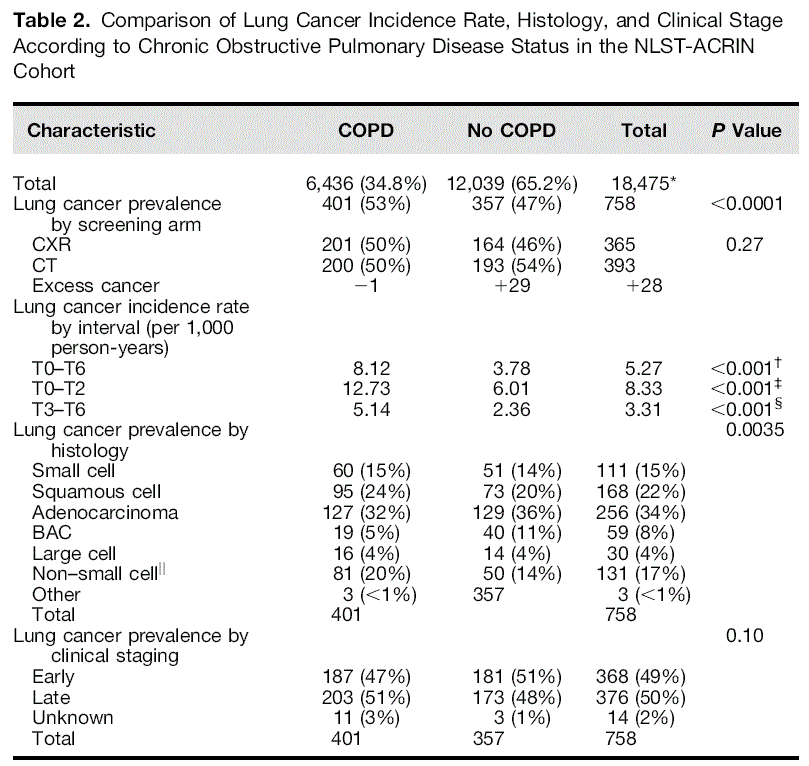 Table 2. Comparison of Lung Cancer Incidence Rate, Histology, and Clinical Stage
According to Chronic Obstructive Pulmonary Disease Status in the NLST-ACRIN
Cohort
Characteristic COPD No COPD Total P Value
Total 6,436 (34.8%) 12,039 (65.2%) 18,475*
Lung cancer prevalence 401 (53%) 357 (47%) 758 <0.0001
by screening arm
CXR 201 (50%) 164 (46%) 365 0.27
CT 200 (50%) 193 (54%) 393
Excess cancer −1 +29 +28
Lung cancer incidence rate
by interval (per 1,000
person-years)
T0–T6 8.12 3.78 5.27 <0.001†
T0–T2 12.73 6.01 8.33 <0.001‡
T3–T6 5.14 2.36 3.31 <0.001§
Lung cancer prevalence by 0.0035
histology
Small cell 60 (15%) 51 (14%) 111 (15%)
Squamous cell 95 (24%) 73 (20%) 168 (22%)
Adenocarcinoma 127 (32%) 129 (36%) 256 (34%)
BAC 19 (5%) 40 (11%) 59 (8%)
Large cell 16 (4%) 14 (4%) 30 (4%)
Non–small cell|| 81 (20%) 50 (14%) 131 (17%)
Other 3 (<1%) 357 3 (<1%)
Total 401 758
Lung cancer prevalence by 0.10
clinical staging
Early 187 (47%) 181 (51%) 368 (49%)
Late 203 (51%) 173 (48%) 376 (50%)
Unknown 11 (3%) 3 (1%) 14 (2%)
Total 401 357 758